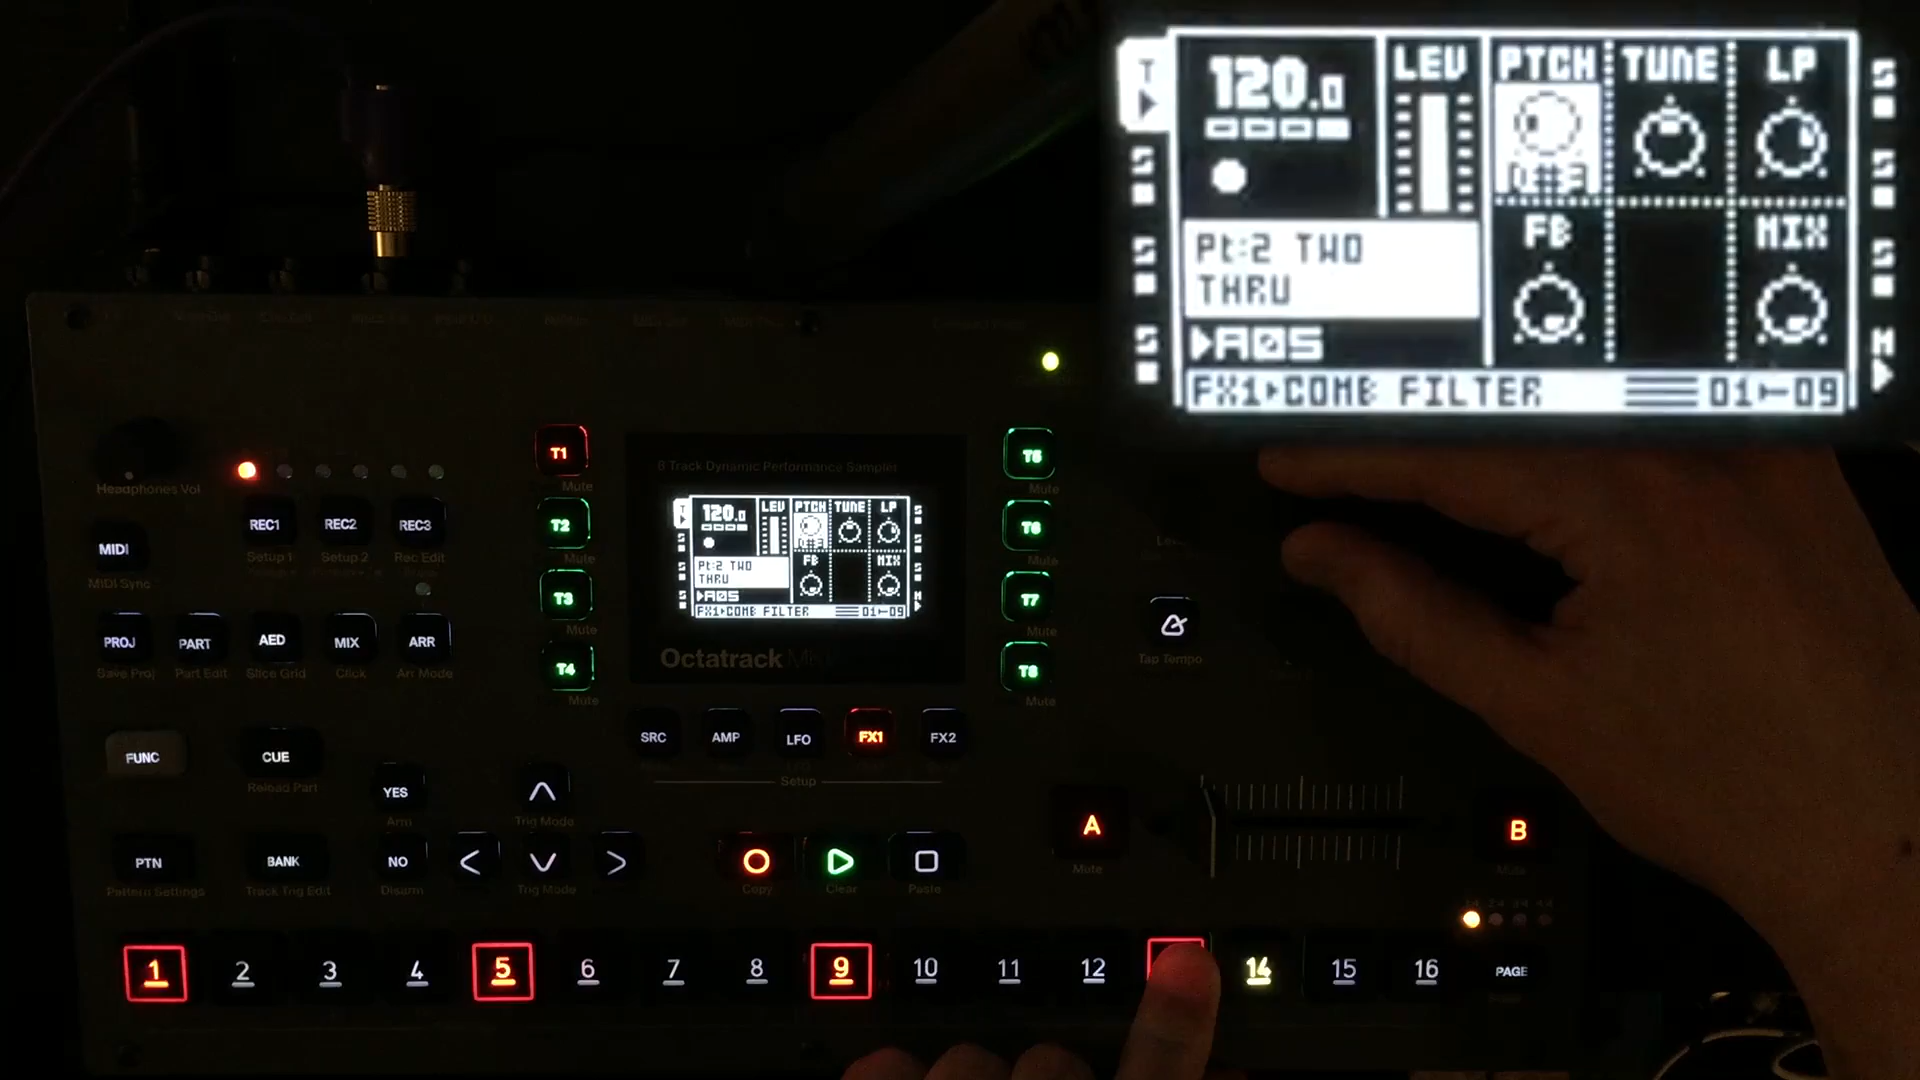 120.0
LEV
PTCH
TUNE
LP
FB
MIX
Pt:2 TWO
THRU
A05
FX1 COMB FILTER
01 09
Headphones Vol
MIDI
MIDI Sync
REC1
REC2
REC3
Setup 1
Setup 2
Rec Edit
PROJ
PART
AED
MIX
ARR
Save Proj
Part Edit
Slice Grid
Click
Arr Mode
FUNC
CUE
Reload Part
YES
Arm
Trig Mode
PTN
BANK
NO
Pattern Settings
Track Trig Edit
Disarm
Trig Mode
T1
Mute
T2
Mute
T3
Mute
T4
Mute
8 Track Dynamic Performance Sampler
120.0
LEV
PTCH
TUNE
LP
FB
MIX
Pt:2 TWO
THRU
A05
FX1 COMB FILTER
01 09
Octatrack
T5
Mute
T6
Mute
T7
Mute
T8
Mute
Tap Tempo
SRC
AMP
LFO
FX1
FX2
Setup
Copy
Clear
Paste
A
Mute
B
Mute
1 2 3 4 5 6 7 8 9 10 11 12 14 15 16
PAGE